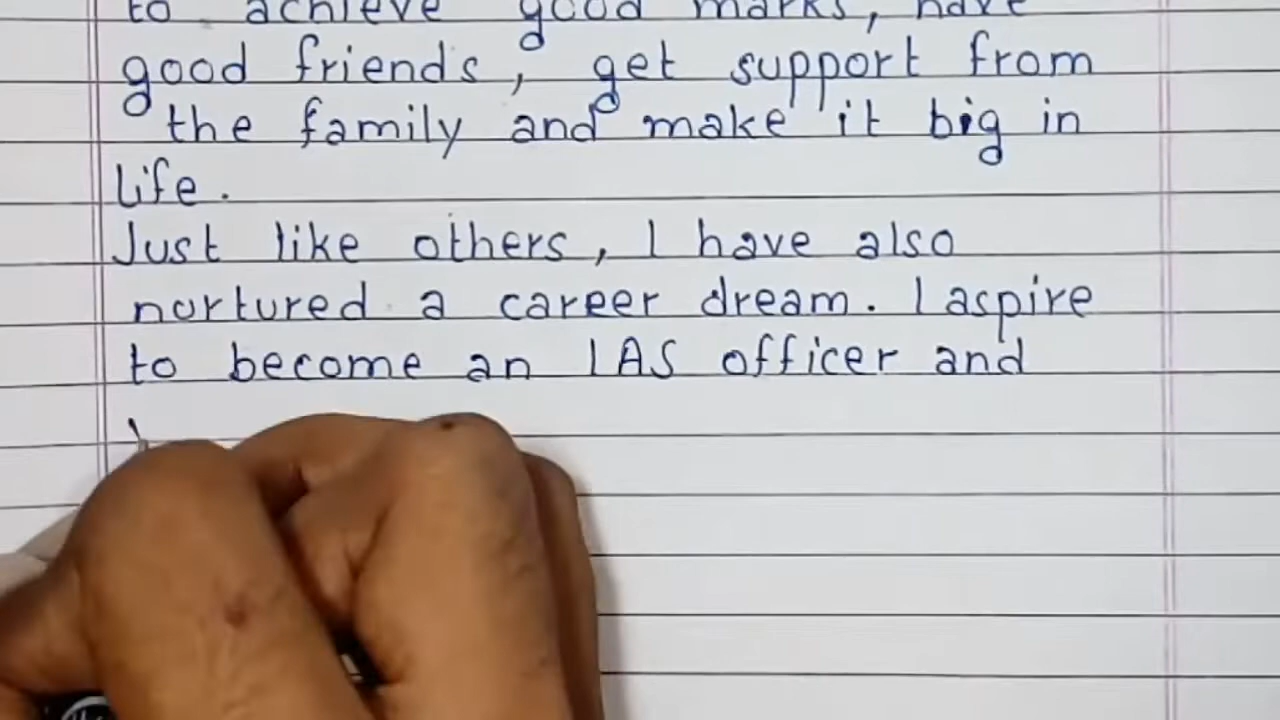 to achieve good marks, have
good friends, get support from
the family and make it big in
life.
Just like others, I have also
nurtured a career dream. I aspire
to become an IAS officer and